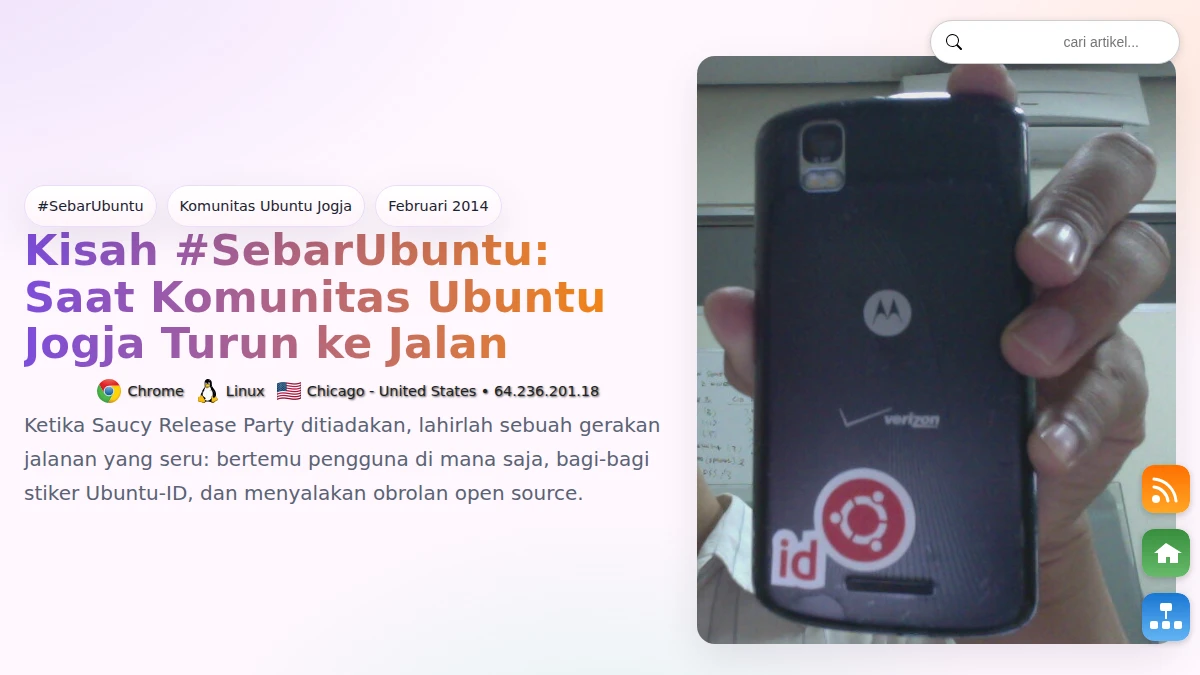 cari artikel...
#SebarUbuntu
Komunitas Ubuntu Jogja
Februari 2014
Kisah #SebarUbuntu:
Saat Komunitas Ubuntu
Jogja Turun ke Jalan
Chrome Linux Chicago - United States • 64.236.201.18
Ketika Saucy Release Party ditiadakan, lahirlah sebuah gerakan
jalanan yang seru: bertemu pengguna di mana saja, bagi-bagi
stiker Ubuntu-ID, dan menyalakan obrolan open source.
verizon
id